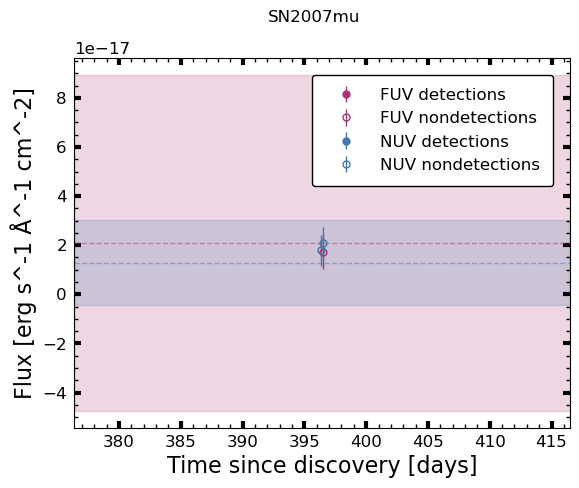 SN2007mu
1e−17
FUV detections
FUV nondetections
NUV detections
NUV nondetections
8
6
4
2
0
−2
−4
Flux [erg s^-1 Å^-1 cm^-2]
380 385 390 395 400 405 410 415
Time since discovery [days]